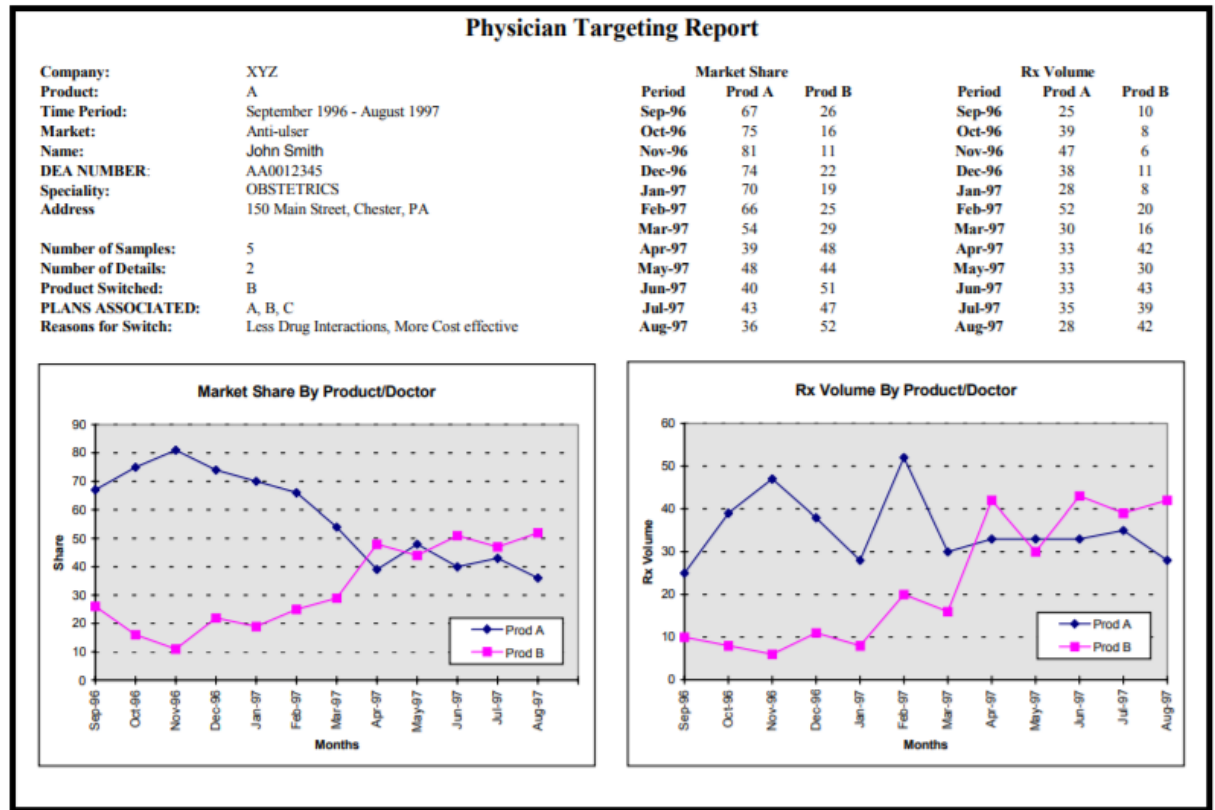 Physician Targeting Report
Company: XYZ
Product: A
Time Period: September 1996 - August 1997
Market: Anti-ulser
Name: John Smith
DEA NUMBER: AA0012345
Speciality: OBSTETRICS
Address 150 Main Street, Chester, PA
Number of Samples: 5
Number of Details: 2
Product Switched: B
PLANS ASSOCIATED: A, B, C
Reasons for Switch: Less Drug Interactions, More Cost effective
Market Share
Period Prod A Prod B
Sep-96 67 26
Oct-96 75 16
Nov-96 81 11
Dec-96 74 22
Jan-97 70 19
Feb-97 66 25
Mar-97 54 29
Apr-97 39 48
May-97 48 44
Jun-97 40 51
Jul-97 43 47
Aug-97 36 52
Rx Volume
Period Prod A Prod B
Sep-96 25 10
Oct-96 39 8
Nov-96 47 6
Dec-96 38 11
Jan-97 28 8
Feb-97 52 20
Mar-97 30 16
Apr-97 33 42
May-97 33 30
Jun-97 33 43
Jul-97 35 39
Aug-97 28 42
Market Share By Product/Doctor
90
80
70
60
50
40
30
20
10
0
Share
Prod A
Prod B
Sep-96 Oct-96 Nov-96 Dec-96 Jan-97 Feb-97 Mar-97 Apr-97 May-97 Jun-97 Jul-97 Aug-97
Months
Rx Volume By Product/Doctor
60
50
40
30
20
10
0
Rx Volume
Prod A
Prod B
Sep-96 Oct-96 Nov-96 Dec-96 Jan-97 Feb-97 Mar-97 Apr-97 May-97 Jun-97 Jul-97 Aug-97
Months